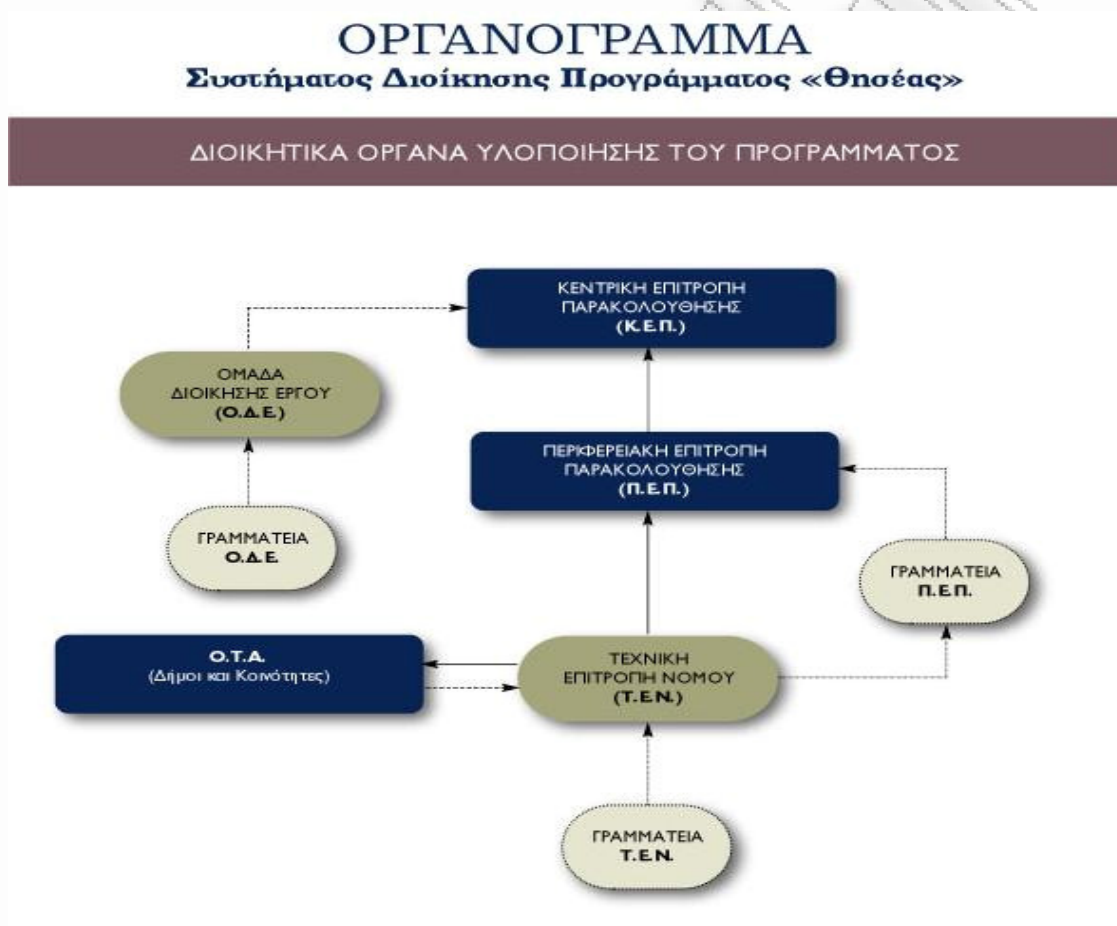 ΟΡΓΑΝΟΓΡΑΜΜΑ
Συστήματος Διοίκησης Προγράμματος «Θησέας»
ΔΙΟΙΚΗΤΙΚΑ ΟΡΓΑΝΑ ΥΛΟΠΟΙΗΣΗΣ ΤΟΥ ΠΡΟΓΡΑΜΜΑΤΟΣ
ΚΕΝΤΡΙΚΗ ΕΠΙΤΡΟΠΗ
ΠΑΡΑΚΟΛΟΥΘΗΣΗΣ
(Κ.Ε.Π.)
ΟΜΑΔΑ
ΔΙΟΙΚΗΣΗΣ ΕΡΓΟΥ
(Ο.Δ.Ε.)
ΠΕΡΙΦΕΡΕΙΑΚΗ ΕΠΙΤΡΟΠΗ
ΠΑΡΑΚΟΛΟΥΘΗΣΗΣ
(Π.Ε.Π.)
ΓΡΑΜΜΑΤΕΙΑ
Ο.Δ.Ε.
ΓΡΑΜΜΑΤΕΙΑ
Π.Ε.Π.
Ο.Τ.Α.
(Δήμοι και Κοινότητες)
ΤΕΧΝΙΚΗ
ΕΠΙΤΡΟΠΗ ΝΟΜΟΥ
(Τ.Ε.Ν.)
ΓΡΑΜΜΑΤΕΙΑ
Τ.Ε.Ν.